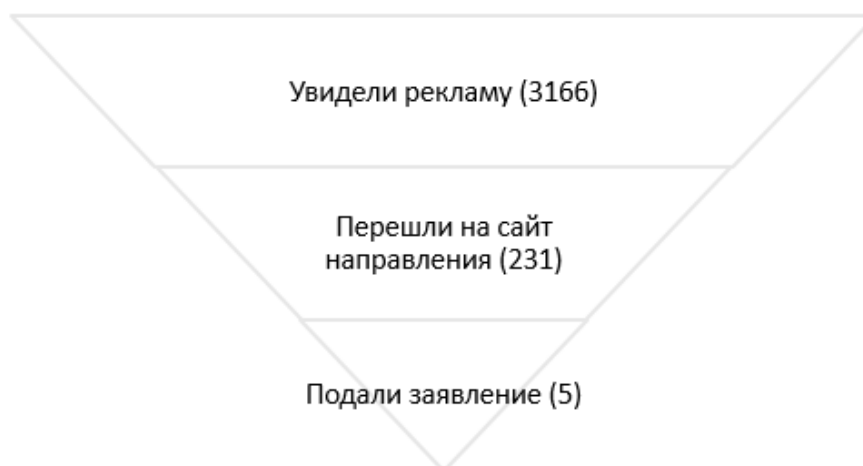 Увидели рекламу (3166)
Перешли на сайт
направления (231)
Подали заявление (5)